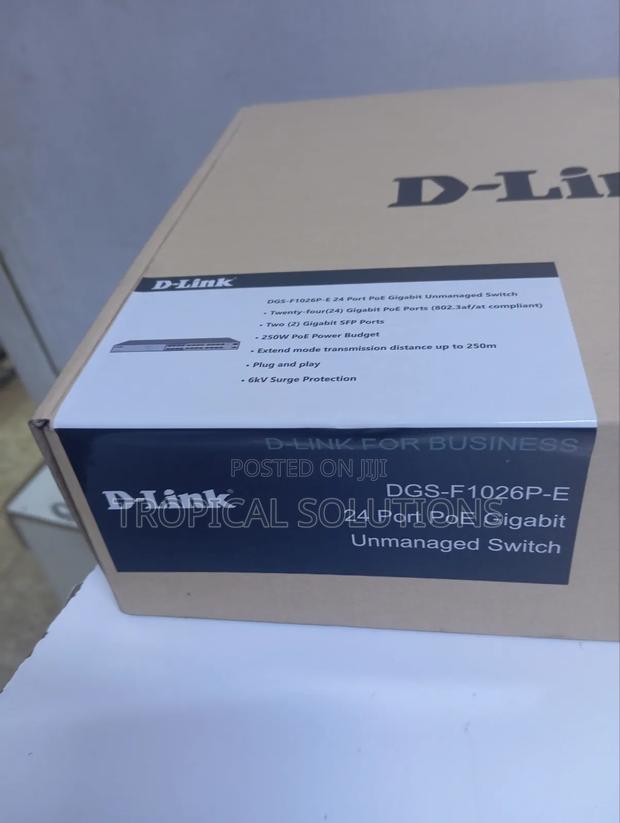 D-Li
D-Link
DGS-F1026P-E 24 Port PoE Gigabit Unmanaged Switch
• Twenty-four(24) Gigabit PoE Ports (802.3af/at compliant)
• Two (2) Gigabit SFP Ports
• 250W PoE Power Budget
• Extend mode transmission distance up to 250m
• Plug and play
• 6kV Surge Protection
D-LINK FOR BUSINESS
POSTED ON JIJI
D-Link
DGS-F1026P-E
TROPICAL SOLUTIONS
24 Port PoE Gigabit
Unmanaged Switch